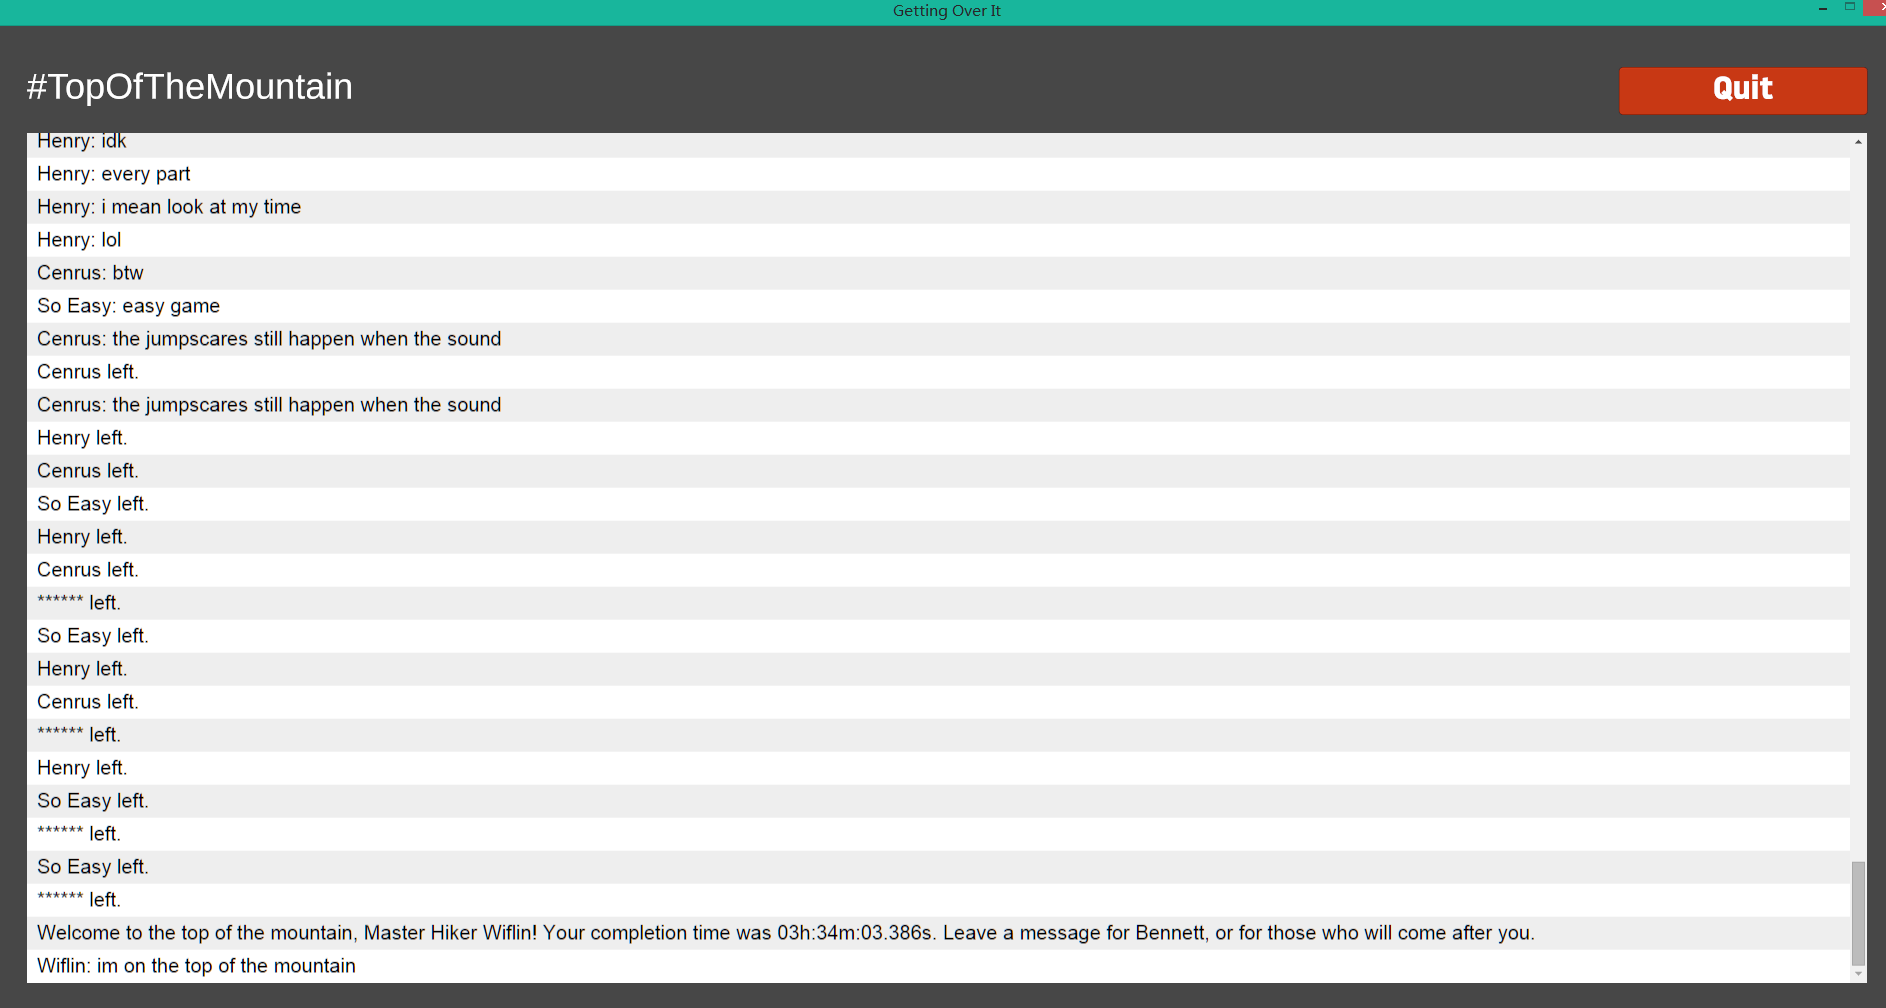 Getting Over It
#TopOfTheMountain
Quit
Henry: idk
Henry: every part
Henry: i mean look at my time
Henry: lol
Cenrus: btw
So Easy: easy game
Cenrus: the jumpscares still happen when the sound
Cenrus left.
Cenrus: the jumpscares still happen when the sound
Henry left.
Cenrus left.
So Easy left.
Henry left.
Cenrus left.
****** left.
So Easy left.
Henry left.
Cenrus left.
****** left.
Henry left.
So Easy left.
****** left.
So Easy left.
****** left.
Welcome to the top of the mountain, Master Hiker Wiflin! Your completion time was 03h:34m:03.386s. Leave a message for Bennett, or for those who will come after you.
Wiflin: im on the top of the mountain